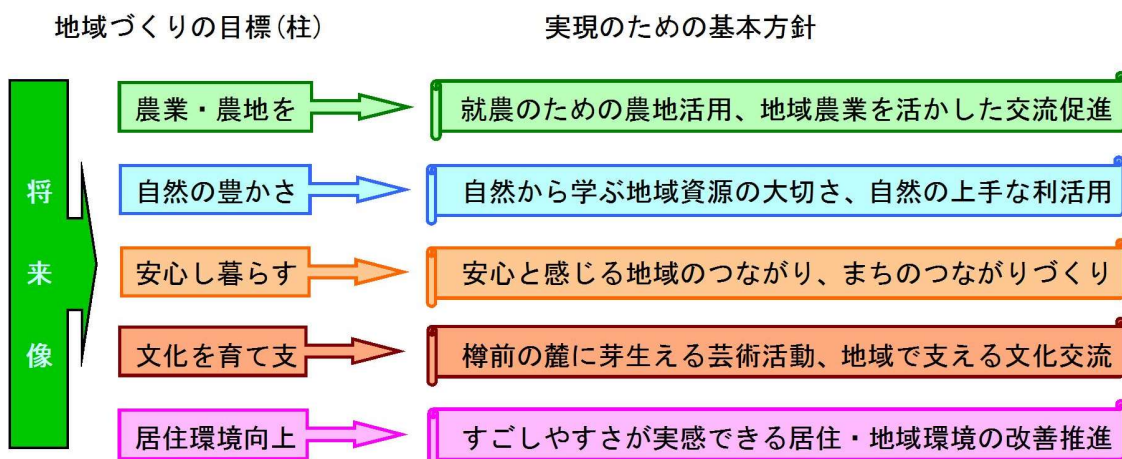 地域づくりの目標(柱)
実現のための基本方針
将来像
農業・農地を
就農のための農地活用、地域農業を活かした交流促進
自然の豊かさ
自然から学ぶ地域資源の大切さ、自然の上手な利活用
安心し暮らす
安心と感じる地域のつながり、まちのつながりづくり
文化を育て支
樽前の麓に芽生える芸術活動、地域で支える文化交流
居住環境向上
すごしやすさが実感できる居住・地域環境の改善推進